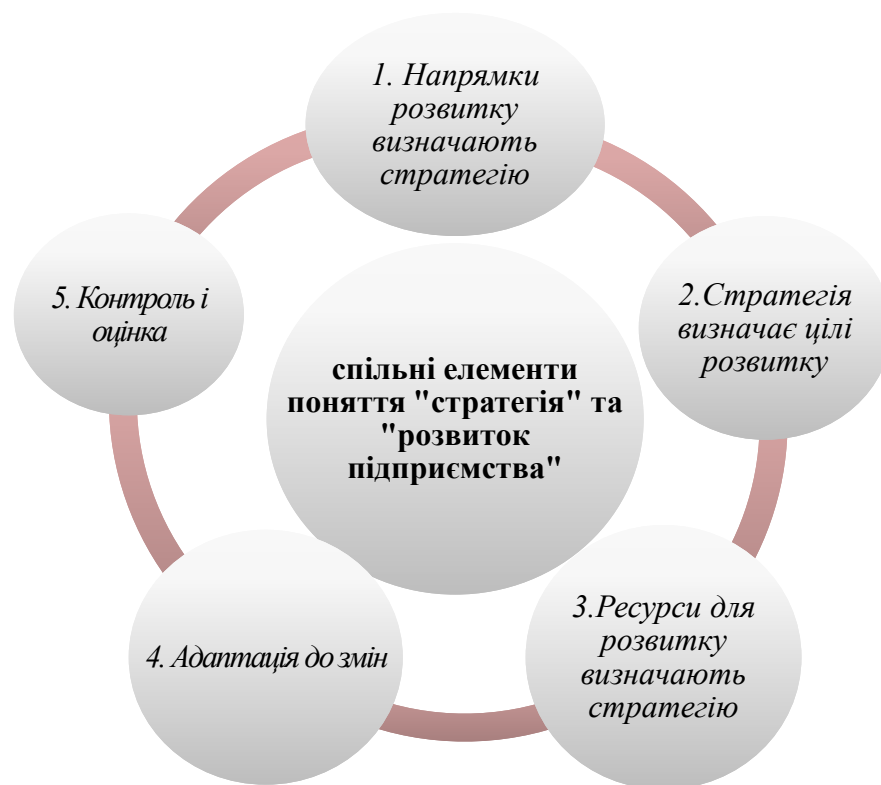 1. Напрямки
розвитку
визначають
стратегію
2.Стратегія
визначає цілі
розвитку
3.Ресурси для
розвитку
визначають
стратегію
4. Адаптація до змін
5. Контроль і
оцінка
спільні елементи
поняття "стратегія" та
"розвиток
підприємства"